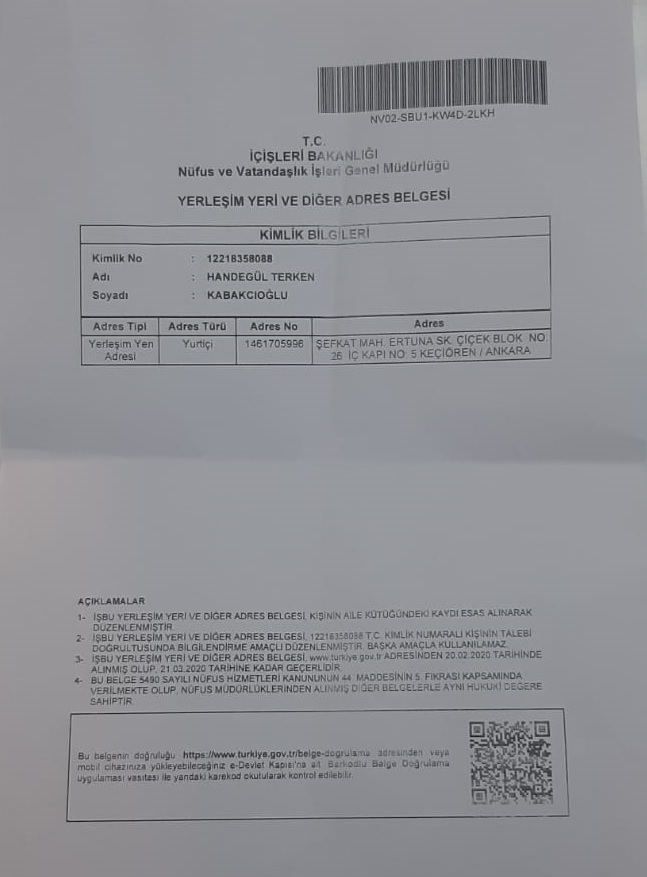 NV02-SBU1-KW4D-2LKH
T.C.
İÇİŞLERİ BAKANLIĞI
Nüfus ve Vatandaşlık İşleri Genel Müdürlüğü
YERLEŞİM YERİ VE DİĞER ADRES BELGESİ
KİMLİK BİLGİLERİ
Kimlik No : 12218358088
Adı : HANDEGÜL TERKEN
Soyadı : KABAKCIOĞLU
Adres Tipi Adres Türü Adres No Adres
Yerleşim Yeri Adresi Yurtiçi 1461705996 ŞEFKAT MAH. ERTUNA SK. ÇİÇEK BLOK NO: 26 İÇ KAPI NO: 5 KEÇİÖREN / ANKARA
AÇIKLAMALAR
1- İŞBU YERLEŞİM YERİ VE DİĞER ADRES BELGESİ, KİŞİNİN AİLE KÜTÜĞÜNDEKİ KAYDI ESAS ALINARAK
DÜZENLENMİŞTİR.
2- İŞBU YERLEŞİM YERİ VE DİĞER ADRES BELGESİ, 12218358088 T.C. KİMLİK NUMARALI KİŞİNİN TALEBİ
DOĞRULTUSUNDA BİLGİLENDİRME AMAÇLI DÜZENLENMİŞTİR. BAŞKA AMAÇLA KULLANILAMAZ.
3- İŞBU YERLEŞİM YERİ VE DİĞER ADRES BELGESİ, www.turkiye.gov.tr ADRESİNDEN 20.02.2020 TARİHİNDE
ALINMIŞ OLUP, 21.03.2020 TARİHİNE KADAR GEÇERLİDİR.
4- BU BELGE 5490 SAYILI NÜFUS HİZMETLERİ KANUNUNUN 44. MADDESİNİN 5. FIKRASI KAPSAMINDA
VERİLMEKTE OLUP, NÜFUS MÜDÜRLÜKLERİNDEN ALINMIŞ DİĞER BELGELERLE AYNI HUKUKİ DEĞERE
SAHİPTİR.
Bu belgenin doğruluğu https://www.turkiye.gov.tr/belge-dogrulama adresinden veya
mobil cihazınıza yükleyebileceğiniz e-Devlet Kapısı'na ait Barkodlu Belge Doğrulama
uygulaması vasıtası ile yandaki karekod okutularak kontrol edilebilir.